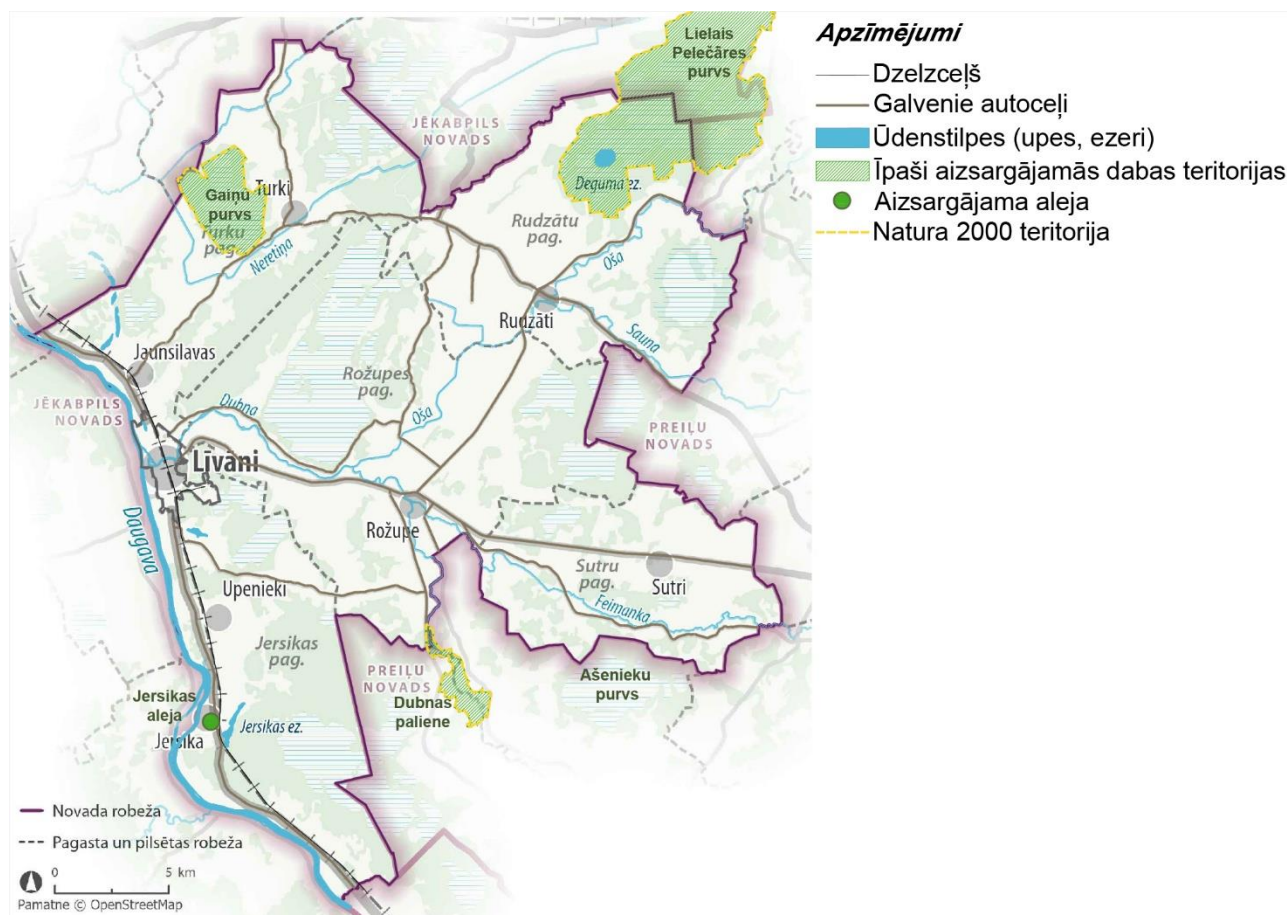 Lielais
Pelečāres
purvs
JĒKABPILS
NOVADS
Gaiņu
purvs
Turki
Turku
pag.
Neretiņa
Deguma ez.
Rudzātu
pag.
Oša
Rudzāti
Sauna
Jaunsilavas
Rožupes
pag.
JĒKABPILS
NOVADS
Dubna
Oša
PREIĻU
NOVADS
Līvāni
Daugava
Rožupe
Sutru
pag.
Sutri
Upenieki
Feimanka
Jersikas
pag.
PREIĻU
NOVADS
Ašenieku
purvs
Dubnas
paliene
Jersikas
aleja
Jersika
Jersikas ez.
Novada robeža
Pagasta un pilsētas robeža
0 5 km
Pamatne © OpenStreetMap
Apzīmējumi
Dzelzceļš
Galvenie autoceļi
Ūdenstilpes (upes, ezeri)
Īpaši aizsargājamās dabas teritorijas
Aizsargājama aleja
Natura 2000 teritorija